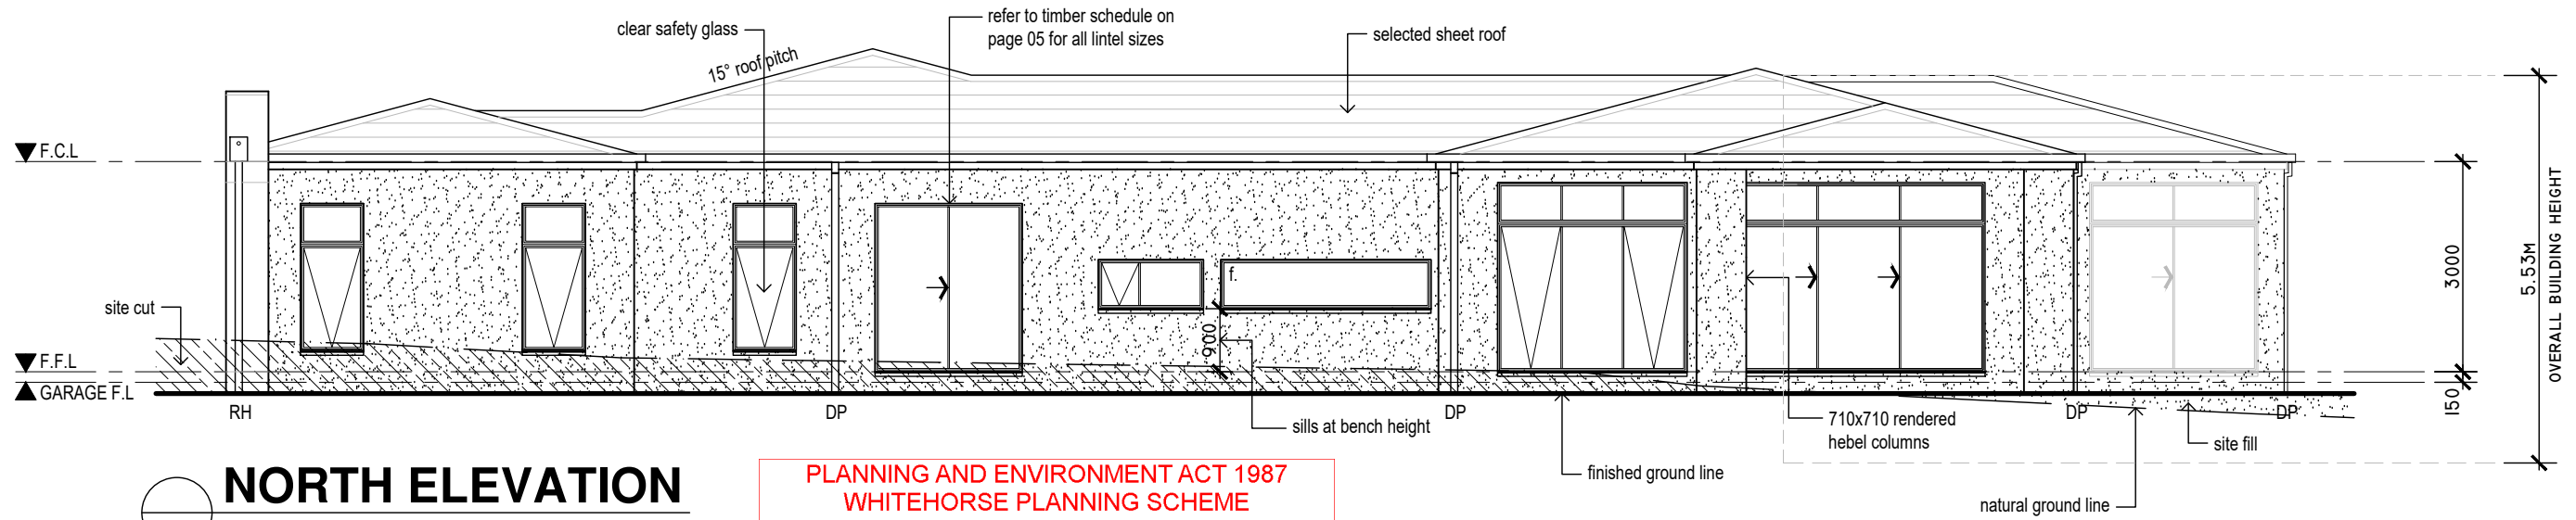 refer to timber schedule on
page 05 for all lintel sizes
clear safety glass
selected sheet roof
15° roof pitch
F.C.L
f.
3000
5.53M
OVERALL BUILDING HEIGHT
site cut
900
F.F.L
GARAGE F.L
150
RH
DP
DP
DP
DP
sills at bench height
710x710 rendered
hebel columns
site fill
finished ground line
natural ground line
NORTH ELEVATION
PLANNING AND ENVIRONMENT ACT 1987
WHITEHORSE PLANNING SCHEME